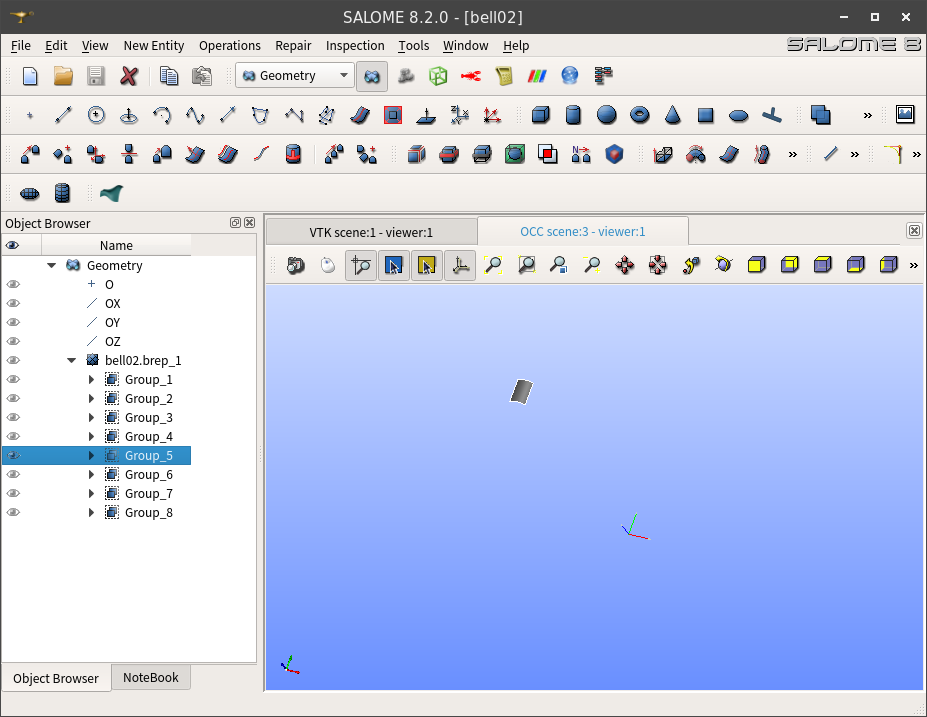 SALOME 8.2.0 - [bell02]
File Edit View New Entity Operations Repair Inspection Tools Window Help
SALOME 8
Geometry
Object Browser
VTK scene:1 - viewer:1
OCC scene:3 - viewer:1
Name
Geometry
O
OX
OY
OZ
bell02.brep_1
Group_1
Group_2
Group_3
Group_4
Group_5
Group_6
Group_7
Group_8
Object Browser
NoteBook